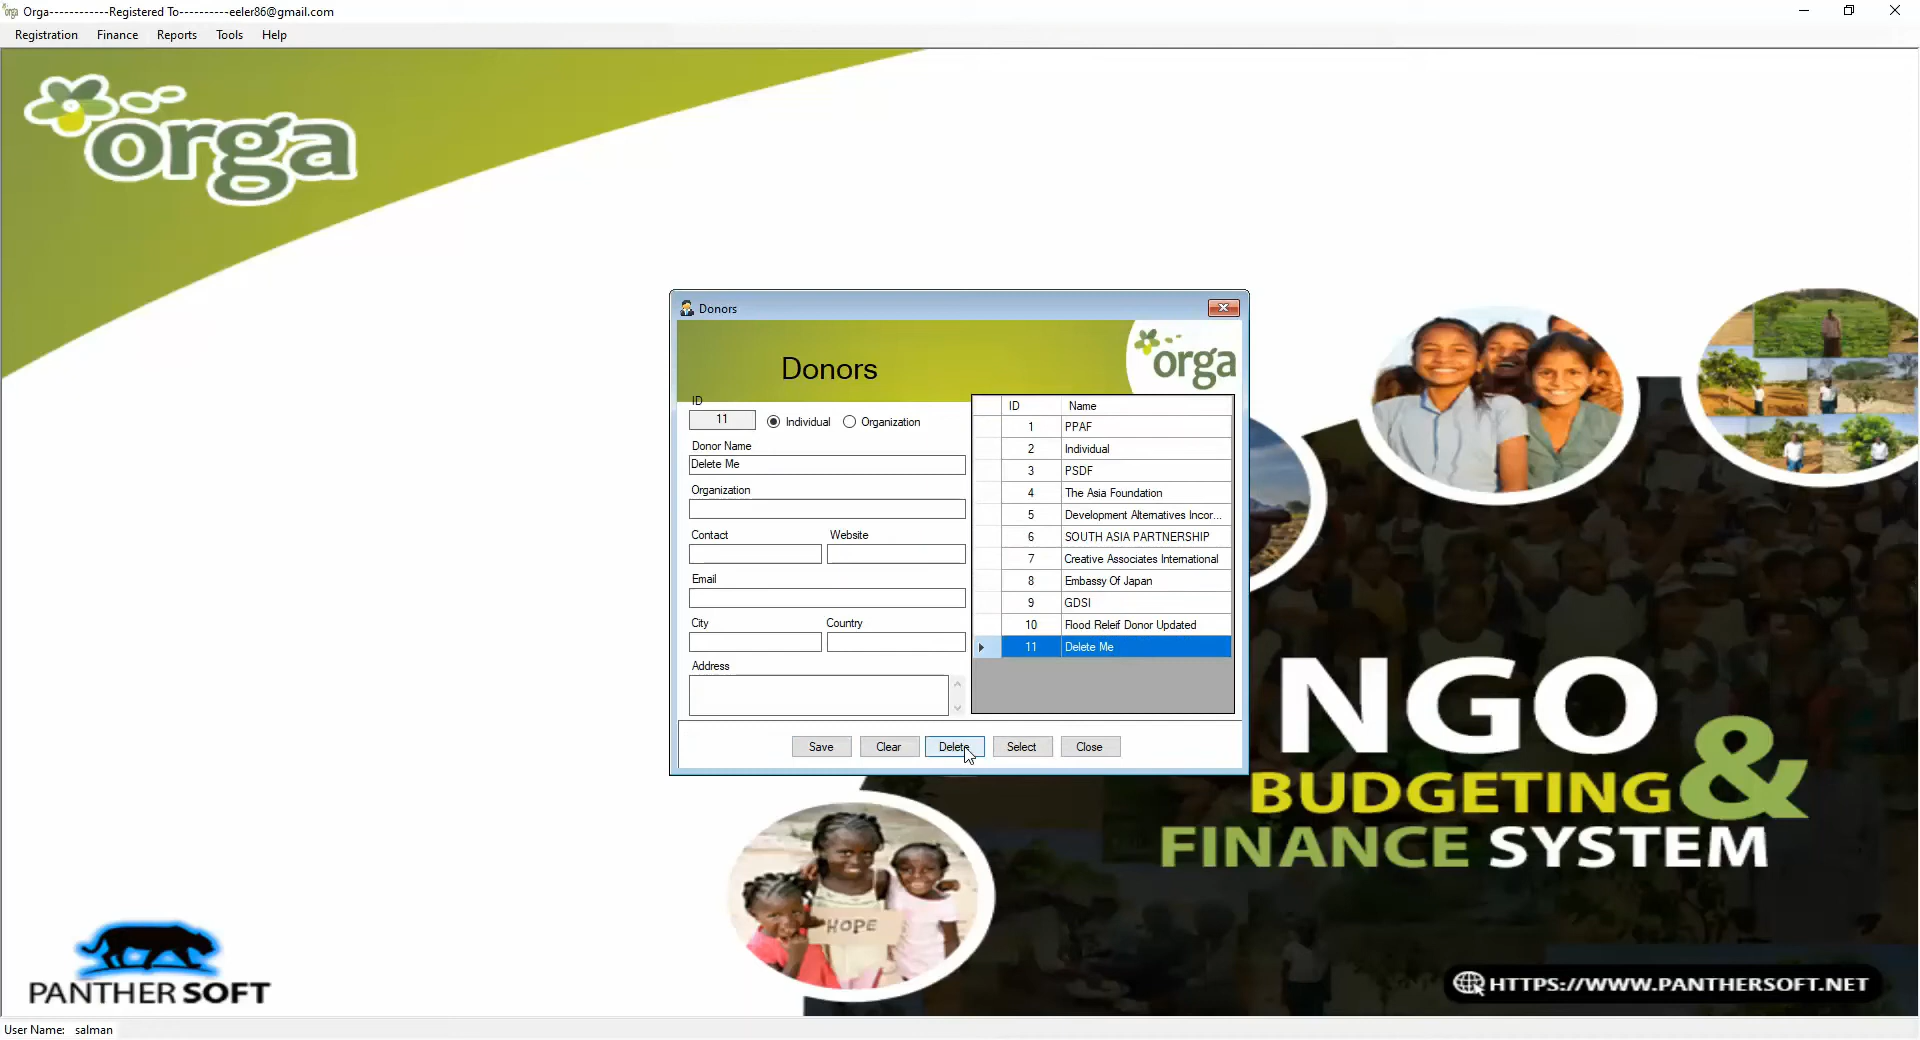 Orga------------Registered To----------eeler86@gmail.com
Registration Finance Reports Tools Help
orga
Donors
Donors
orga
ID
11 Individual Organization
Donor Name
Delete Me
Organization
Contact Website
Email
City Country
Address
ID Name
1 PPAF
2 Individual
3 PSDF
4 The Asia Foundation
5 Development Alternatives Incor...
6 SOUTH ASIA PARTNERSHIP
7 Creative Associates International
8 Embassy Of Japan
9 GDSI
10 Flood Releif Donor Updated
11 Delete Me
Save Clear Delete Select Close
NGO
BUDGETING &
FINANCE SYSTEM
HOPE
PANTHER SOFT
HTTPS://WWW.PANTHERSOFT.NET
User Name: salman